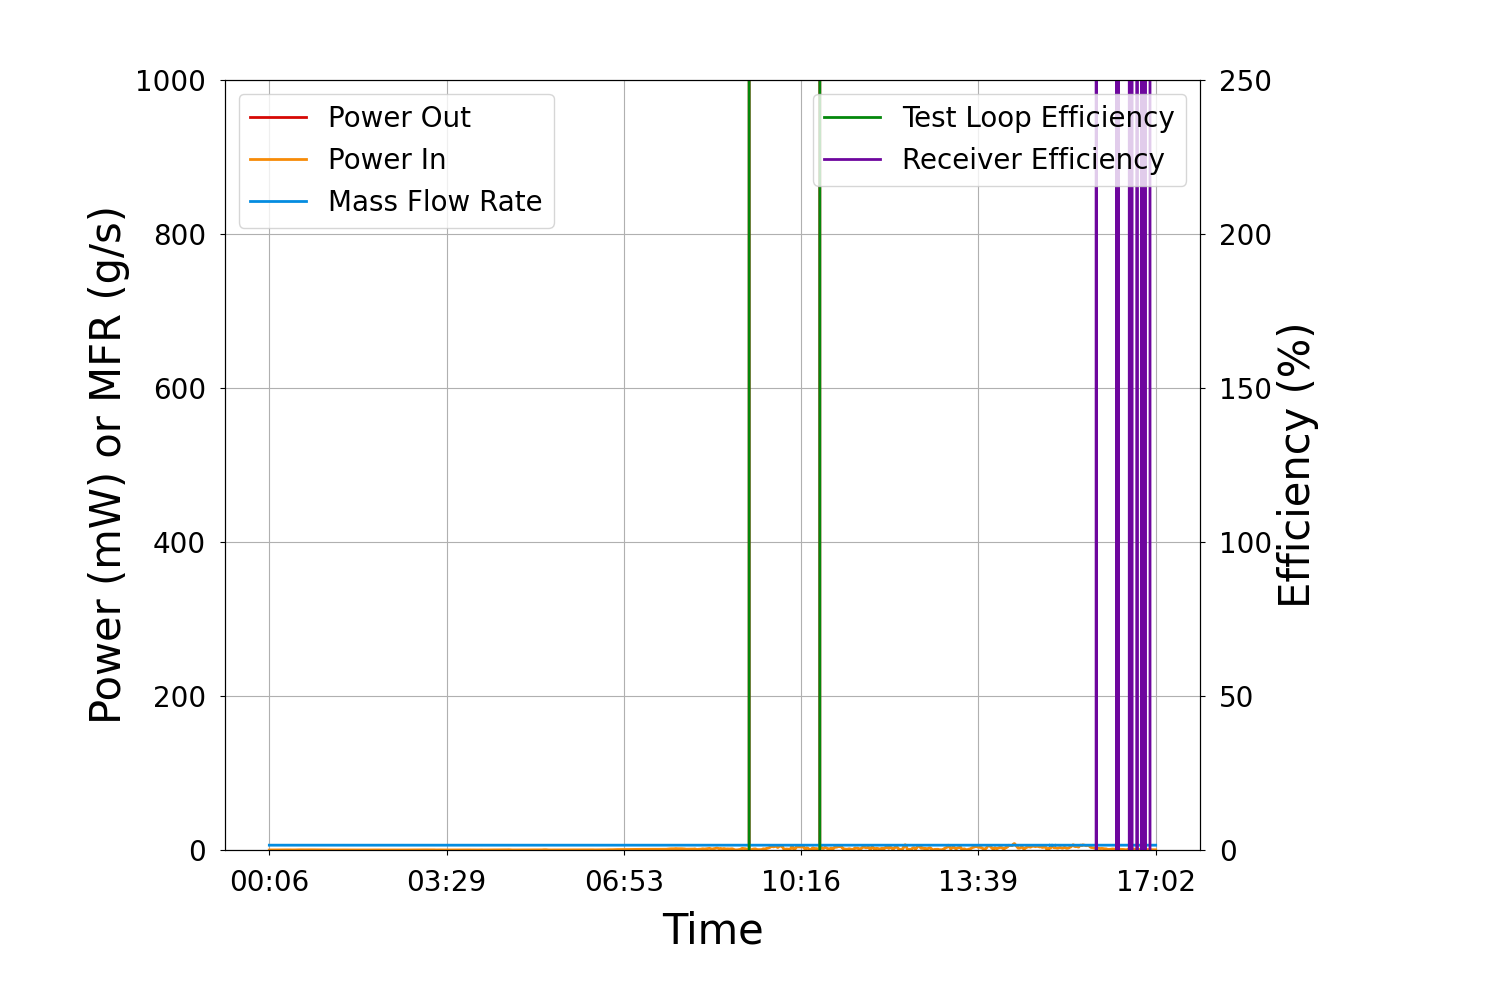 Power Out
Power In
Mass Flow Rate
Test Loop Efficiency
Receiver Efficiency
Power (mW) or MFR (g/s)
1000
800
600
400
200
0
250
200
150
100
50
0
Efficiency (%)
00:06 03:29 06:53 10:16 13:39 17:02
Time